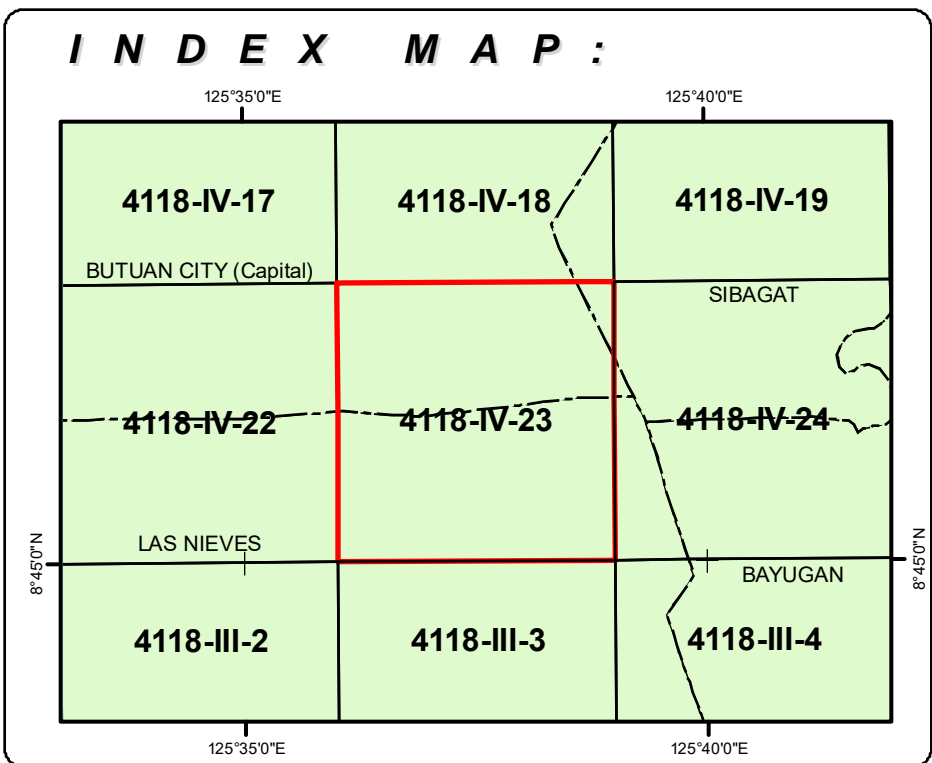 INDEX MAP:
125°35'0"E 125°40'0"E
4118-IV-17 4118-IV-18 4118-IV-19
BUTUAN CITY (Capital)
SIBAGAT
4118-IV-22 4118-IV-23 4118-IV-24
LAS NIEVES
8°45'0"N 8°45'0"N
BAYUGAN
4118-III-2 4118-III-3 4118-III-4
125°35'0"E 125°40'0"E